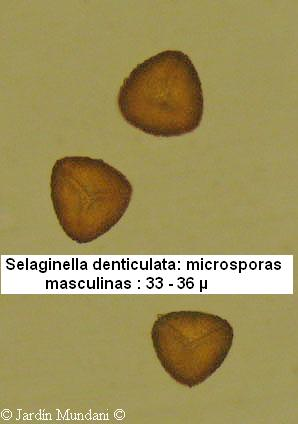 Selaginella denticulata: microsporas
masculinas : 33 - 36 µ
© Jardín Mundani ©